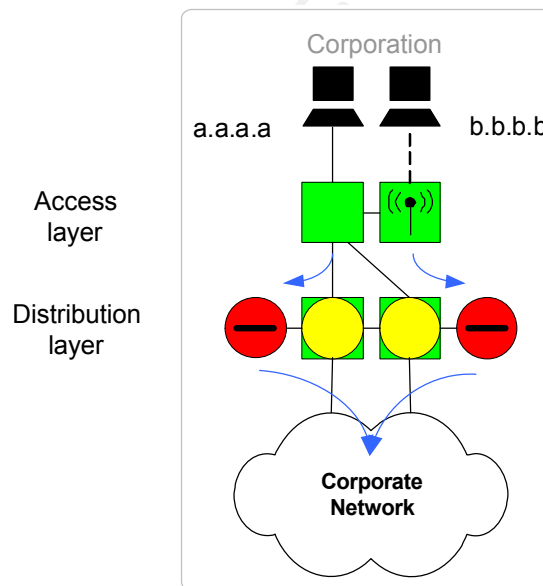 Corporation
a.a.a.a
b.b.b.b
Access
layer
Distribution
layer
Corporate
Network